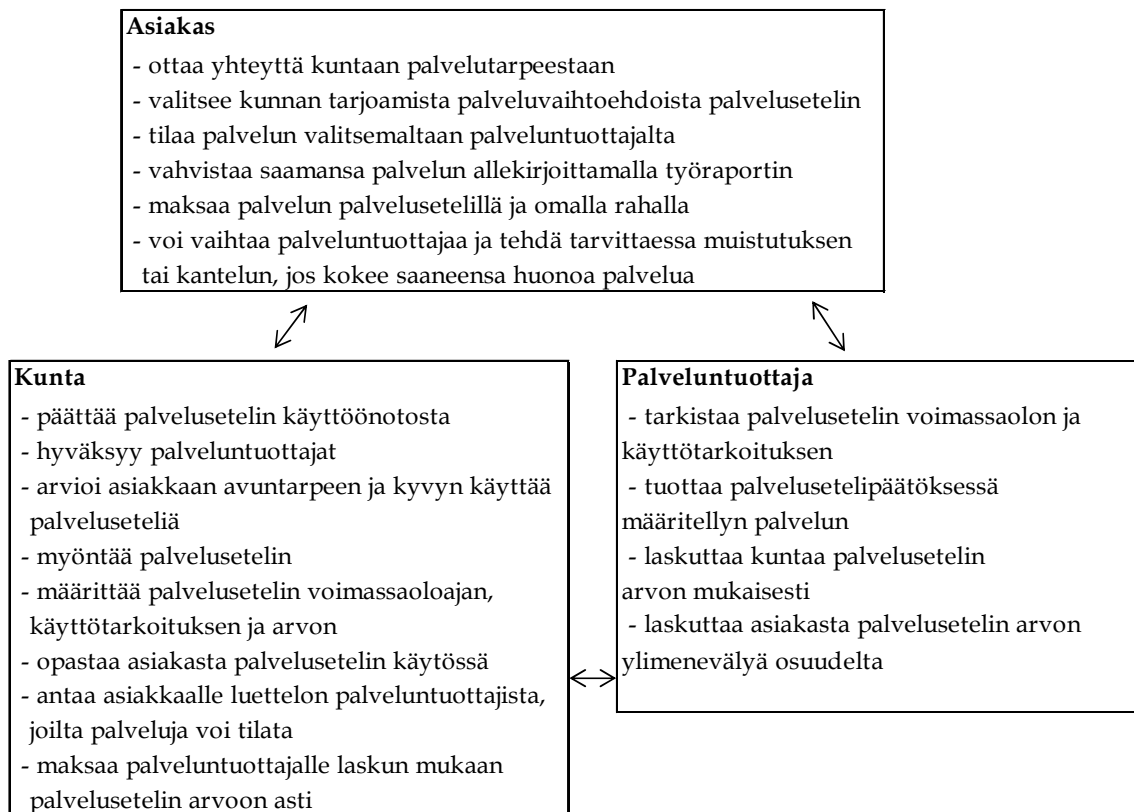 Asiakas
- ottaa yhteyttä kuntaan palvelutarpeestaan
- valitsee kunnan tarjoamista palveluvaihtoehdoista palvelusetelin
- tilaa palvelun valitsemaltaan palveluntuottajalta
- vahvistaa saamansa palvelun allekirjoittamalla työraportin
- maksaa palvelun palvelusetelillä ja omalla rahalla
- voi vaihtaa palveluntuottajaa ja tehdä tarvittaessa muistutuksen
tai kantelun, jos kokee saaneensa huonoa palvelua
Kunta
- päättää palvelusetelin käyttöönotosta
- hyväksyy palveluntuottajat
- arvioi asiakkaan avuntarpeen ja kyvyn käyttää
palveluseteliä
- myöntää palvelusetelin
- määrittää palvelusetelin voimassaoloajan,
käyttötarkoituksen ja arvon
- opastaa asiakasta palvelusetelin käytössä
- antaa asiakkaalle luettelon palveluntuottajista,
joilta palveluja voi tilata
- maksaa palveluntuottajalle laskun mukaan
palvelusetelin arvoon asti
Palveluntuottaja
- tarkistaa palvelusetelin voimassaolon ja
käyttötarkoituksen
- tuottaa palvelusetelipäätöksessä
määritellyn palvelun
- laskuttaa kuntaa palvelusetelin
arvon mukaisesti
- laskuttaa asiakasta palvelusetelin arvon
ylimenevälyä osuudelta